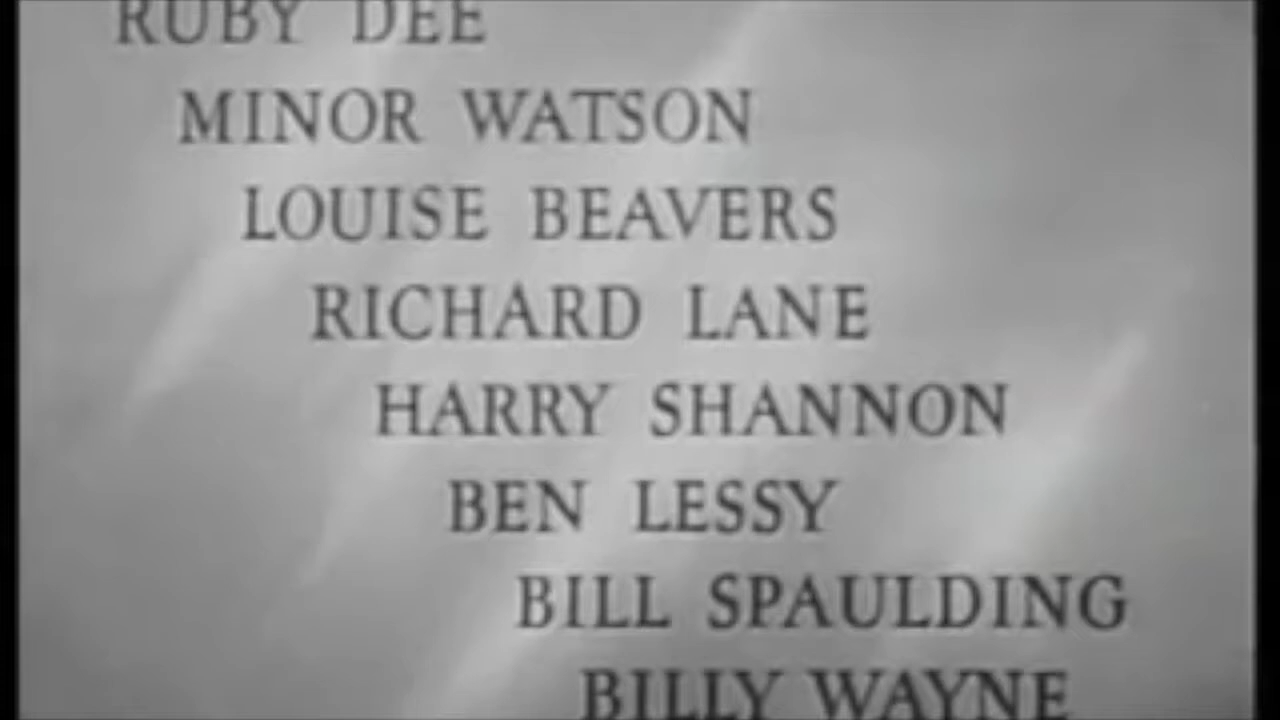 RUBY DEE
MINOR WATSON
LOUISE BEAVERS
RICHARD LANE
HARRY SHANNON
BEN LESSY
BILL SPAULDING
BILLY WAYNE